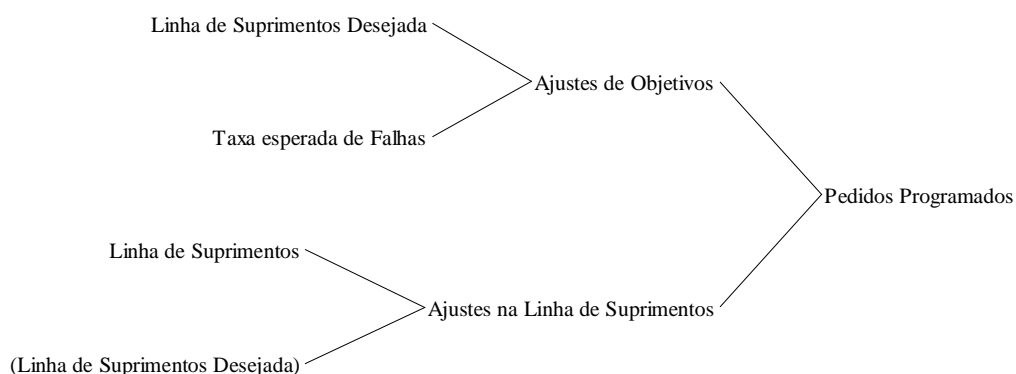 Linha de Suprimentos Desejada
Ajustes de Objetivos
Taxa esperada de Falhas
Pedidos Programados
Linha de Suprimentos
Ajustes na Linha de Suprimentos
(Linha de Suprimentos Desejada)